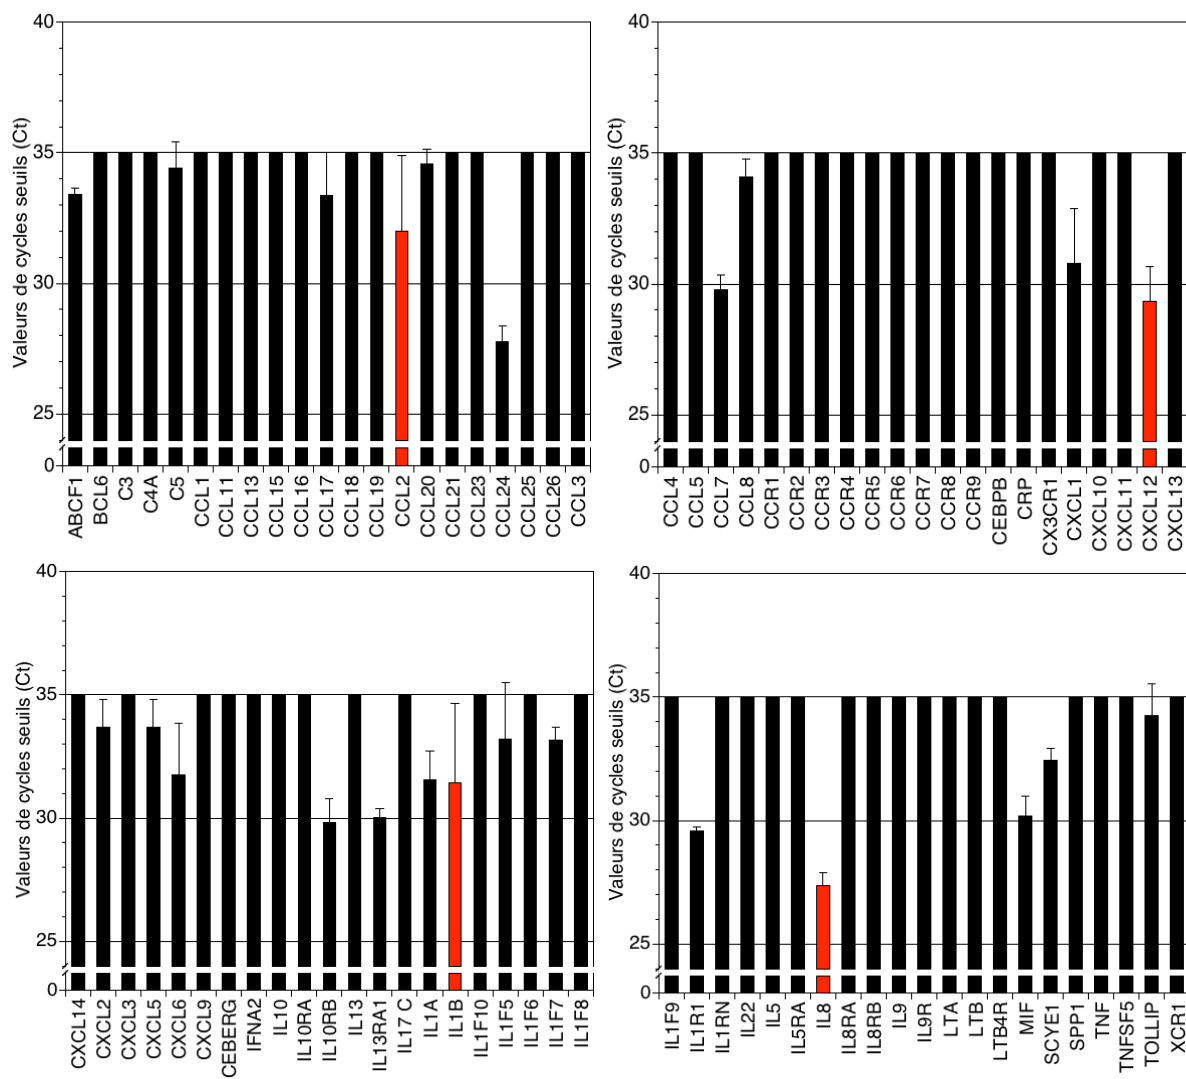 Valeurs de cycles seuils (Ct)
40
35
30
25
0
ABCF1
BCL6
C3
C4A
C5
CCL1
CCL11
CCL13
CCL15
CCL16
CCL17
CCL18
CCL19
CCL2
CCL20
CCL21
CCL23
CCL24
CCL25
CCL26
CCL3
Valeurs de cycles seuils (Ct)
40
35
30
25
0
CCL4
CCL5
CCL7
CCL8
CCR1
CCR2
CCR3
CCR4
CCR5
CCR6
CCR7
CCR8
CCR9
CEBPB
CRP
CX3CR1
CXCL1
CXCL10
CXCL11
CXCL12
CXCL13
Valeurs de cycles seuils (Ct)
40
35
30
25
0
CXCL14
CXCL2
CXCL3
CXCL5
CXCL6
CXCL9
CEBERG
IFNA2
IL10
IL10RA
IL10RB
IL13
IL13RA1
IL17 C
IL1A
IL1B
IL1F10
IL1F5
IL1F6
IL1F7
IL1F8
Valeurs de cycles seuils (Ct)
40
35
30
25
0
IL1F9
IL1R1
IL1RN
IL22
IL5
IL5RA
IL8
IL8RA
IL8RB
IL9
IL9R
LTA
LTB
LTB4R
MIF
SCYE1
SPP1
TNF
TNFSF5
TOLLIP
XCR1